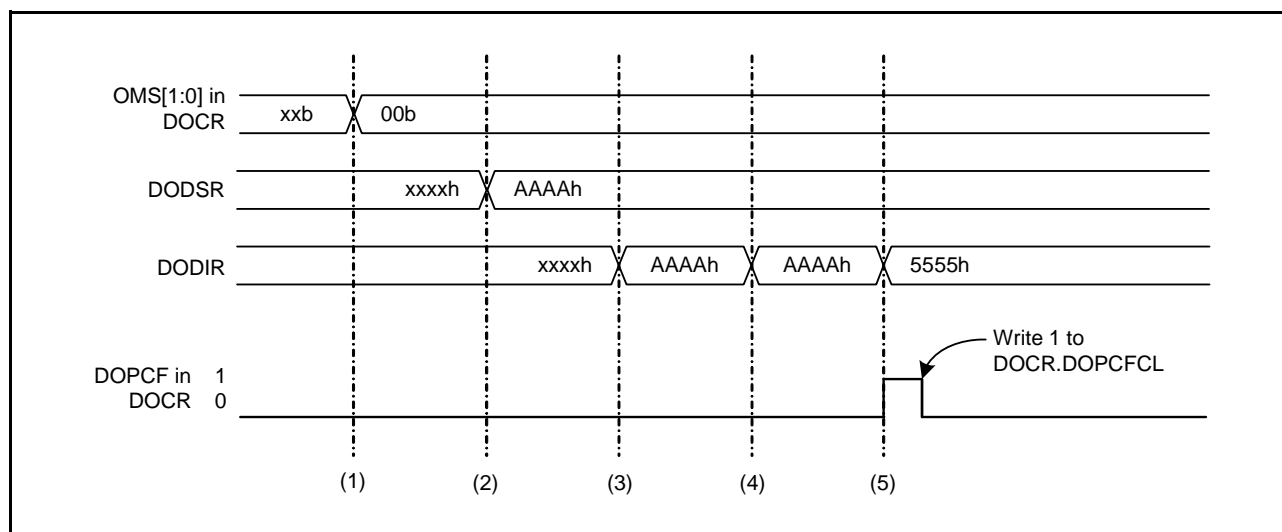 OMS[1:0] in
DOCR
xxb
00b
DODSR
xxxxh
AAAAh
DODIR
xxxxh
AAAAh
AAAAh
5555h
Write 1 to
DOCR.DOPCFCL
DOPCF in 1
DOCR 0
(1) (2) (3) (4) (5)